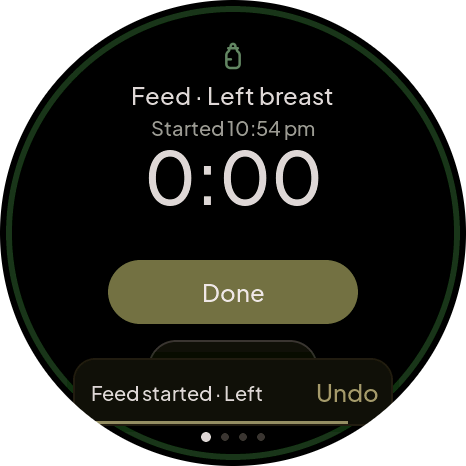 Feed · Left breast
Started 10:54 pm
0:00
Done
Feed started · Left Undo